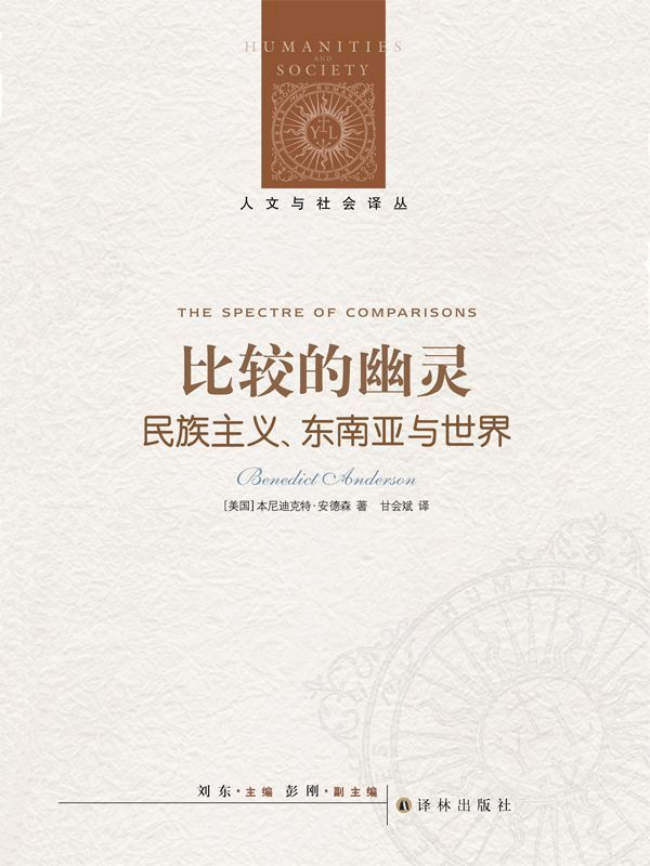 HUMANITIES
AND
SOCIETY
YL
人文与社会译丛
THE SPECTRE OF COMPARISONS
比较的幽灵
民族主义、东南亚与世界
Benedict Anderson
[美国]本尼迪克特·安德森 著 甘会斌 译
HUMANITIES
YL
刘东·主编 彭刚·副主编
译林出版社